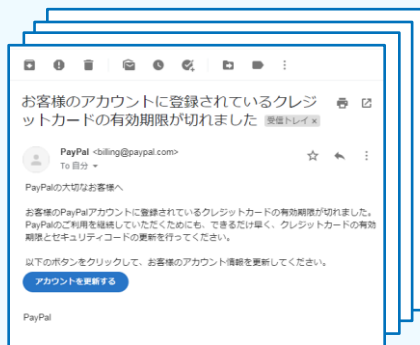 お客様のアカウントに登録されているクレジ
ットカードの有効期限が切れました 受信トレイ ×
PayPal <billing@paypal.com>
To 自分
PayPalの大切なお客様へ
お客様のPayPalアカウントに登録されているクレジットカードの有効期限が切れました。
PayPalのご利用を継続していただくためにも、できるだけ早く、クレジットカードの有効
期限とセキュリティコードの更新を行ってください。
以下のボタンをクリックして、お客様のアカウント情報を更新してください。
アカウントを更新する
PayPal